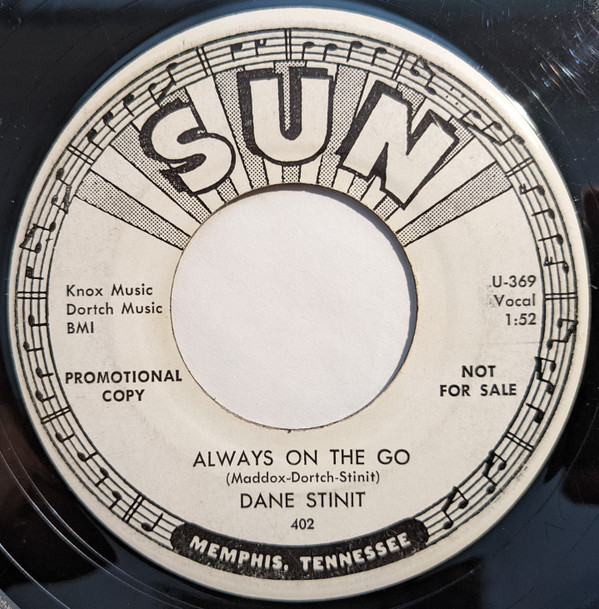 SUN
Knox Music
Dortch Music
BMI
U-369
Vocal
1:52
PROMOTIONAL
COPY
NOT
FOR SALE
ALWAYS ON THE GO
(Maddox-Dortch-Stinit)
DANE STINIT
402
MEMPHIS, TENNESSEE